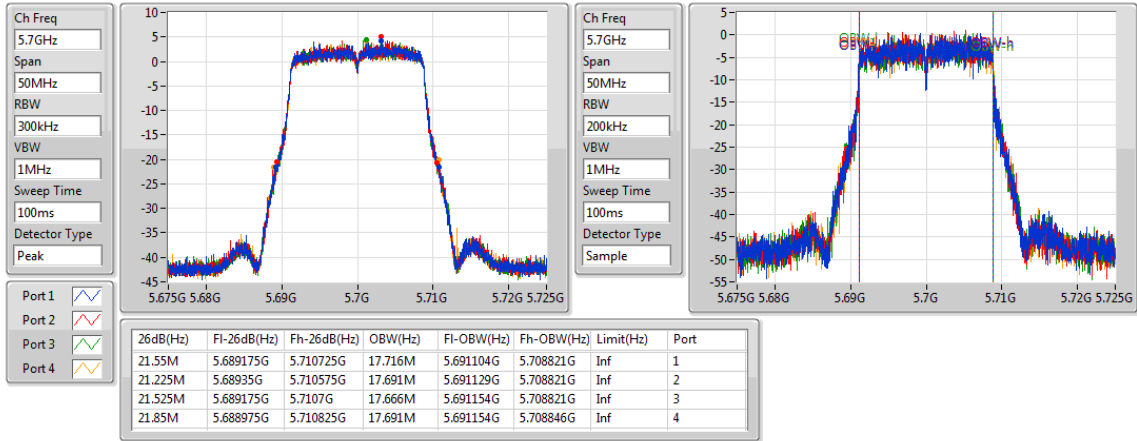 Ch Freq
5.7GHz
Span
50MHz
RBW
300kHz
VBW
1MHz
Sweep Time
100ms
Detector Type
Peak
10
5
0
-5
-10
-15
-20
-25
-30
-35
-40
-45
5.675G 5.68G 5.69G 5.7G 5.71G 5.72G 5.725G
Ch Freq
5.7GHz
Span
50MHz
RBW
200kHz
VBW
1MHz
Sweep Time
100ms
Detector Type
Sample
5
0
-5
-10
-15
-20
-25
-30
-35
-40
-45
-50
-55
OBW-h
5.675G 5.68G 5.69G 5.7G 5.71G 5.72G 5.725G
Port 1
Port 2
Port 3
Port 4
26dB(Hz) Fl-26dB(Hz) Fh-26dB(Hz) OBW(Hz) Fl-OBW(Hz) Fh-OBW(Hz) Limit(Hz) Port
21.55M 5.689175G 5.710725G 17.716M 5.691104G 5.708821G Inf 1
21.225M 5.68935G 5.710575G 17.691M 5.691129G 5.708821G Inf 2
21.525M 5.689175G 5.7107G 17.666M 5.691154G 5.708821G Inf 3
21.85M 5.688975G 5.710825G 17.691M 5.691154G 5.708846G Inf 4